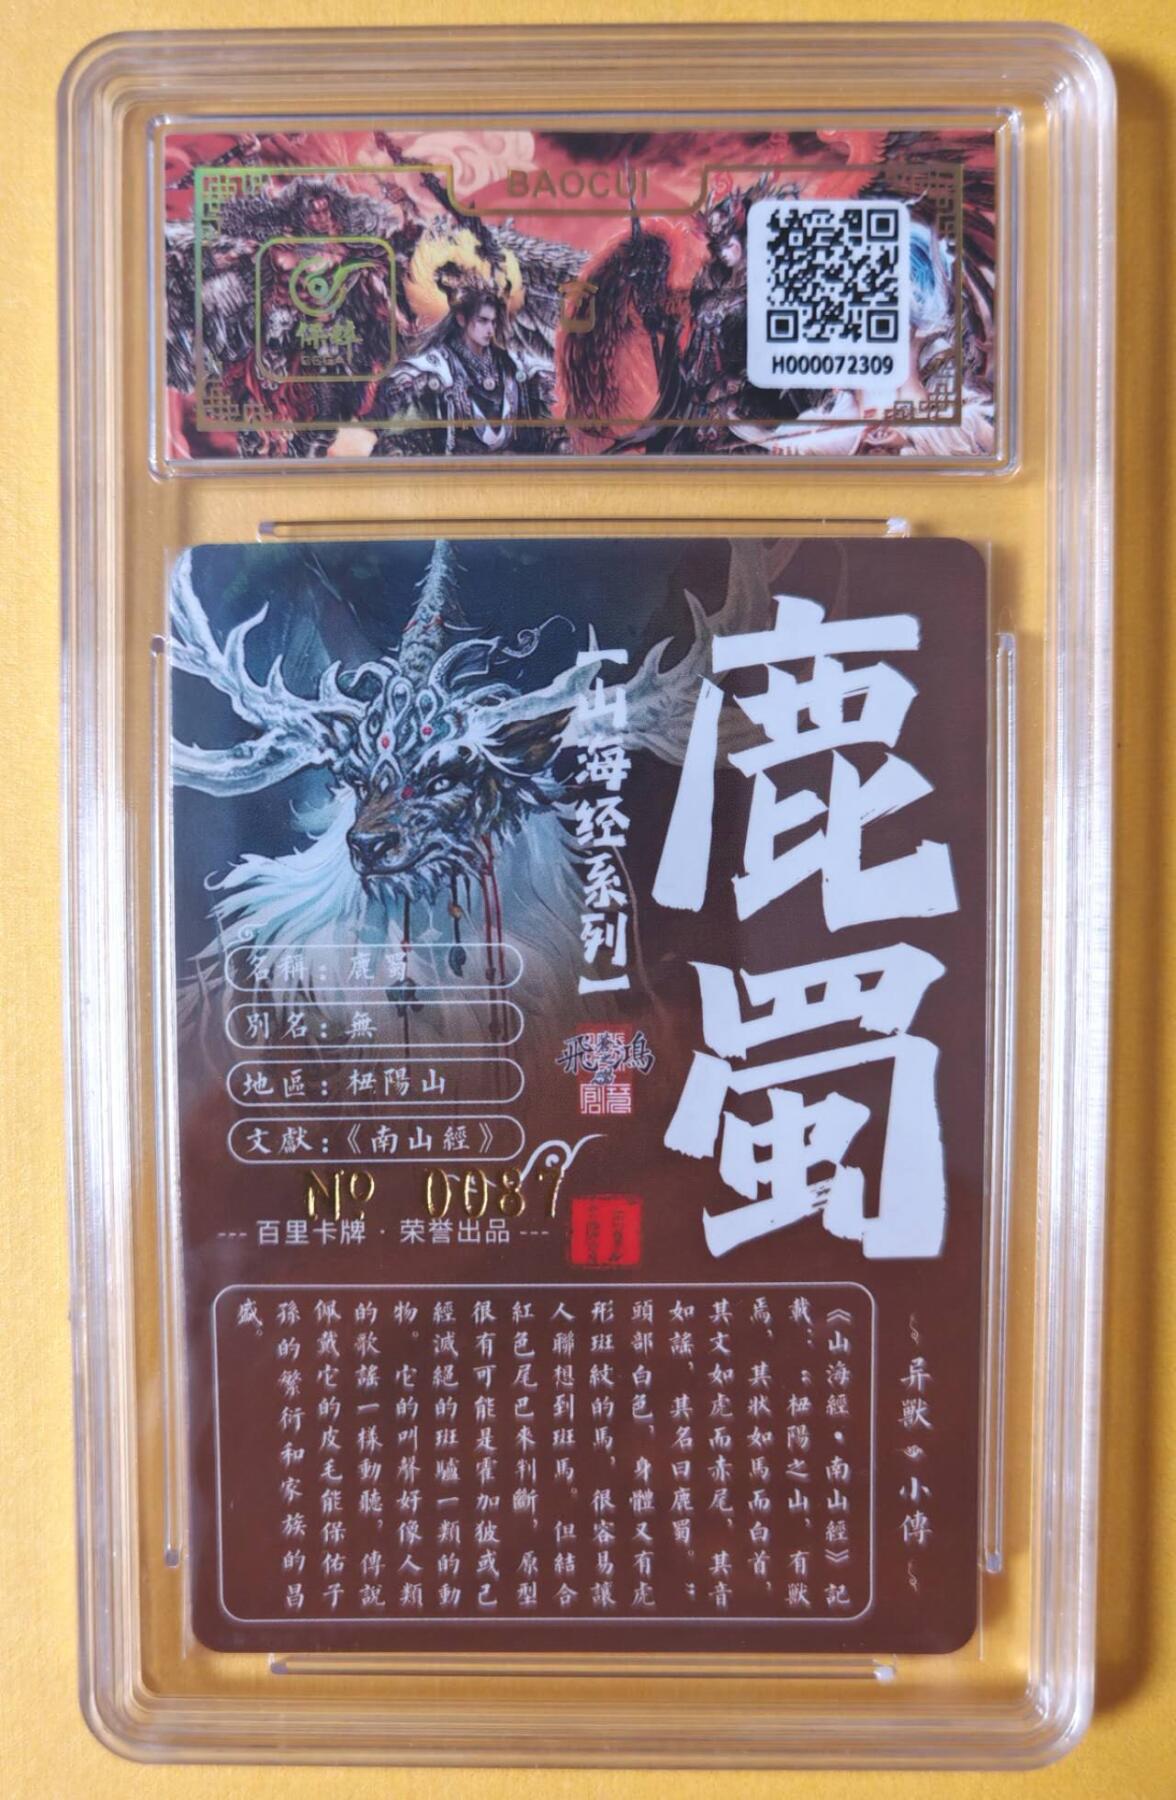 BAOCUI
保粹
H000072309
鹿蜀
【山海经系列】
飛鴻
創意
名稱：鹿蜀
別名：無
地區：杻陽山
文獻：《南山經》
№ 0087
--- 百里卡牌 · 荣誉出品 ---
异獸小傳
《山海經·南山經》記
載：：杻陽之山，有獸
焉，其狀如馬而白首，
其文如虎而赤尾，其音
如謠，其名曰鹿蜀。：
頭部白色，身體又有虎
形斑紋的馬，很容易讓
人聯想到斑馬。但結合
紅色尾巴來判斷，原型
很有可能是霍加狓或已
經滅絕的斑驢一類的動
物。它的叫聲好像人類
的歌謠一樣動聽，傳説
佩戴它的皮毛能保佑子
孫的繁衍和家族的昌
盛。